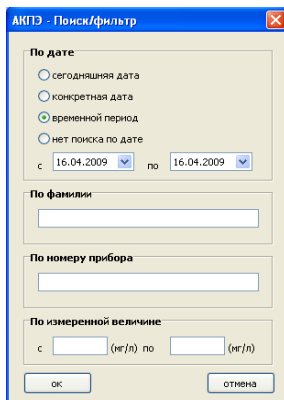 АКПЭ - Поиск/фильтр
По дате
сегодняшняя дата
конкретная дата
временной период
нет поиска по дате
с 16.04.2009 по 16.04.2009
По фамилии
По номеру прибора
По измеренной величине
с (мг/л) по (мг/л)
ок отмена